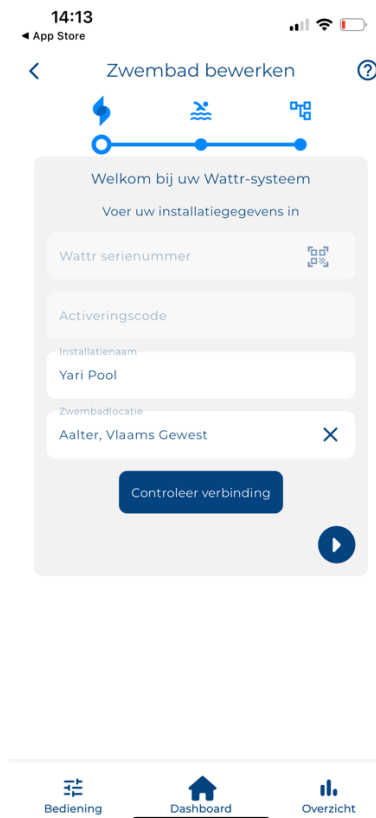 14:13
App Store
Zwembad bewerken
Welkom bij uw Wattr-systeem
Voer uw installatiegegevens in
Wattr serienummer
Activeringscode
Installatienaam
Yari Pool
Zwembadlocatie
Aalter, Vlaams Gewest
Controleer verbinding
Bediening
Dashboard
Overzicht